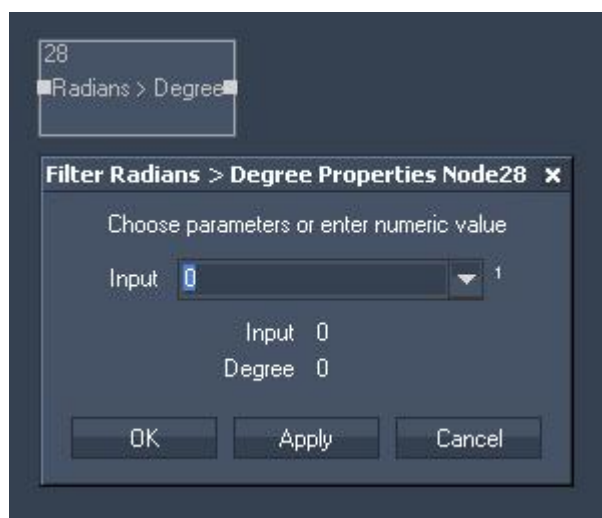 28
Radians > Degree
Filter Radians > Degree Properties Node28 x
Choose parameters or enter numeric value
Input 0 1
Input 0
Degree 0
OK Apply Cancel